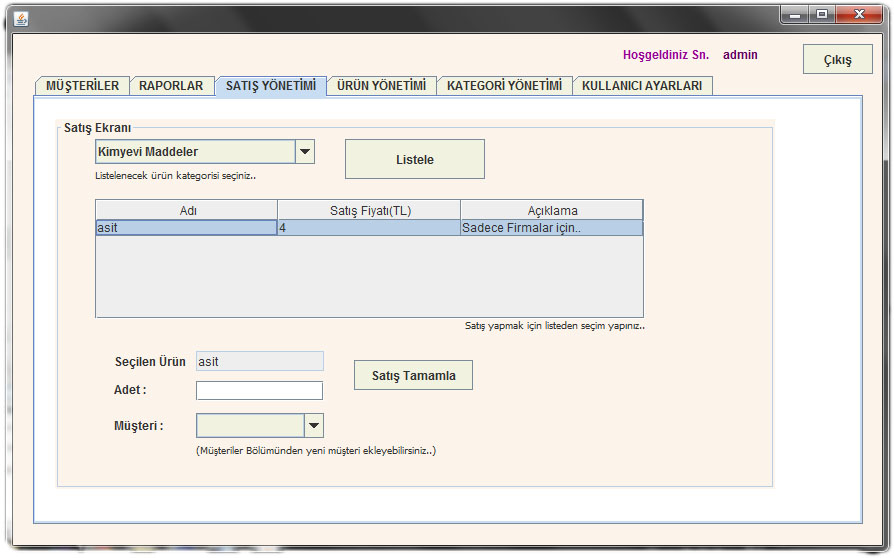 Hoşgeldiniz Sn. admin
Çıkış
MÜŞTERİLER RAPORLAR SATIŞ YÖNETİMİ ÜRÜN YÖNETİMİ KATEGORİ YÖNETİMİ KULLANICI AYARLARI
Satış Ekranı
Kimyevi Maddeler
Listele
Listelenecek ürün kategorisi seçiniz..
Adı Satış Fiyatı(TL) Açıklama
asit 4 Sadece Firmalar için..
Satış yapmak için listeden seçim yapınız..
Seçilen Ürün asit
Satış Tamamla
Adet :
Müşteri :
(Müşteriler Bölümünden yeni müşteri ekleyebilirsiniz..)